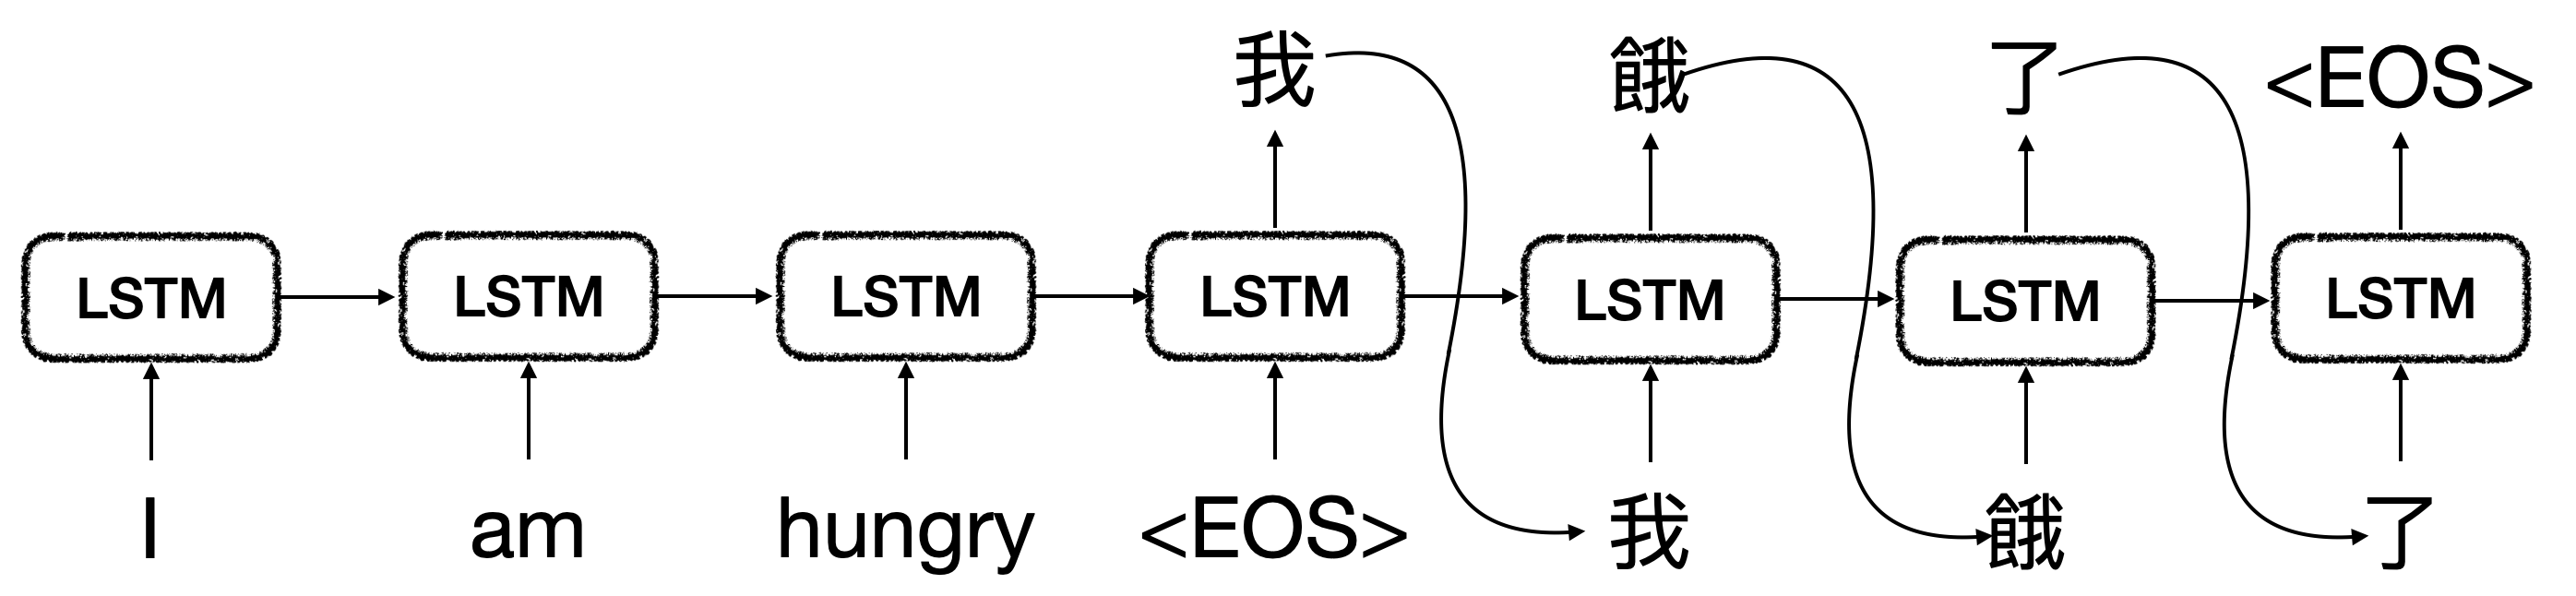 我 餓 了 <EOS>
LSTM LSTM LSTM LSTM LSTM LSTM LSTM
I am hungry <EOS> 我 餓 了